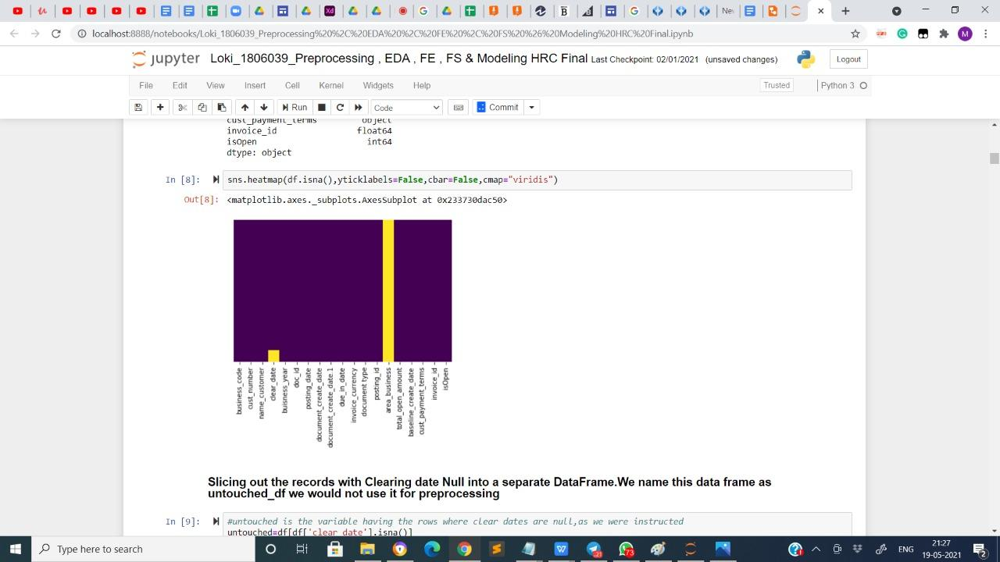 New
localhost:8888/notebooks/Loki_1806039_Preprocessing%20%2C%20EDA%20%2C%20FE%20%2C%20FS%20%26%20Modeling%20HRC%20Final.ipynb
M
jupyter Loki_1806039_Preprocessing , EDA , FE , FS & Modeling HRC Final Last Checkpoint: 02/01/2021 (unsaved changes)
Logout
File Edit View Insert Cell Kernel Widgets Help
Trusted
Python 3
Run
Code
Commit
cust_payment_terms object
invoice_id float64
isOpen int64
dtype: object
In [8]: sns.heatmap(df.isna(),yticklabels=False,cbar=False,cmap="viridis")
Out[8]: <matplotlib.axes._subplots.AxesSubplot at 0x233730dac50>
business_code
cust_number
name_customer
clear_date
buisness_year
doc_id
posting_date
document_create_date
document_create_date.1
due_in_date
invoice_currency
document type
posting_id
area_business
total_open_amount
baseline_create_date
cust_payment_terms
invoice_id
isOpen
Slicing out the records with Clearing date Null into a separate DataFrame.We name this data frame as
untouched_df we would not use it for preprocessing
In [9]: #untouched is the variable having the rows where clear dates are null,as we were instructed
untouched=df[df['clear_date'].isna()]
Type here to search
21
73
ENG
21:27
19-05-2021
2